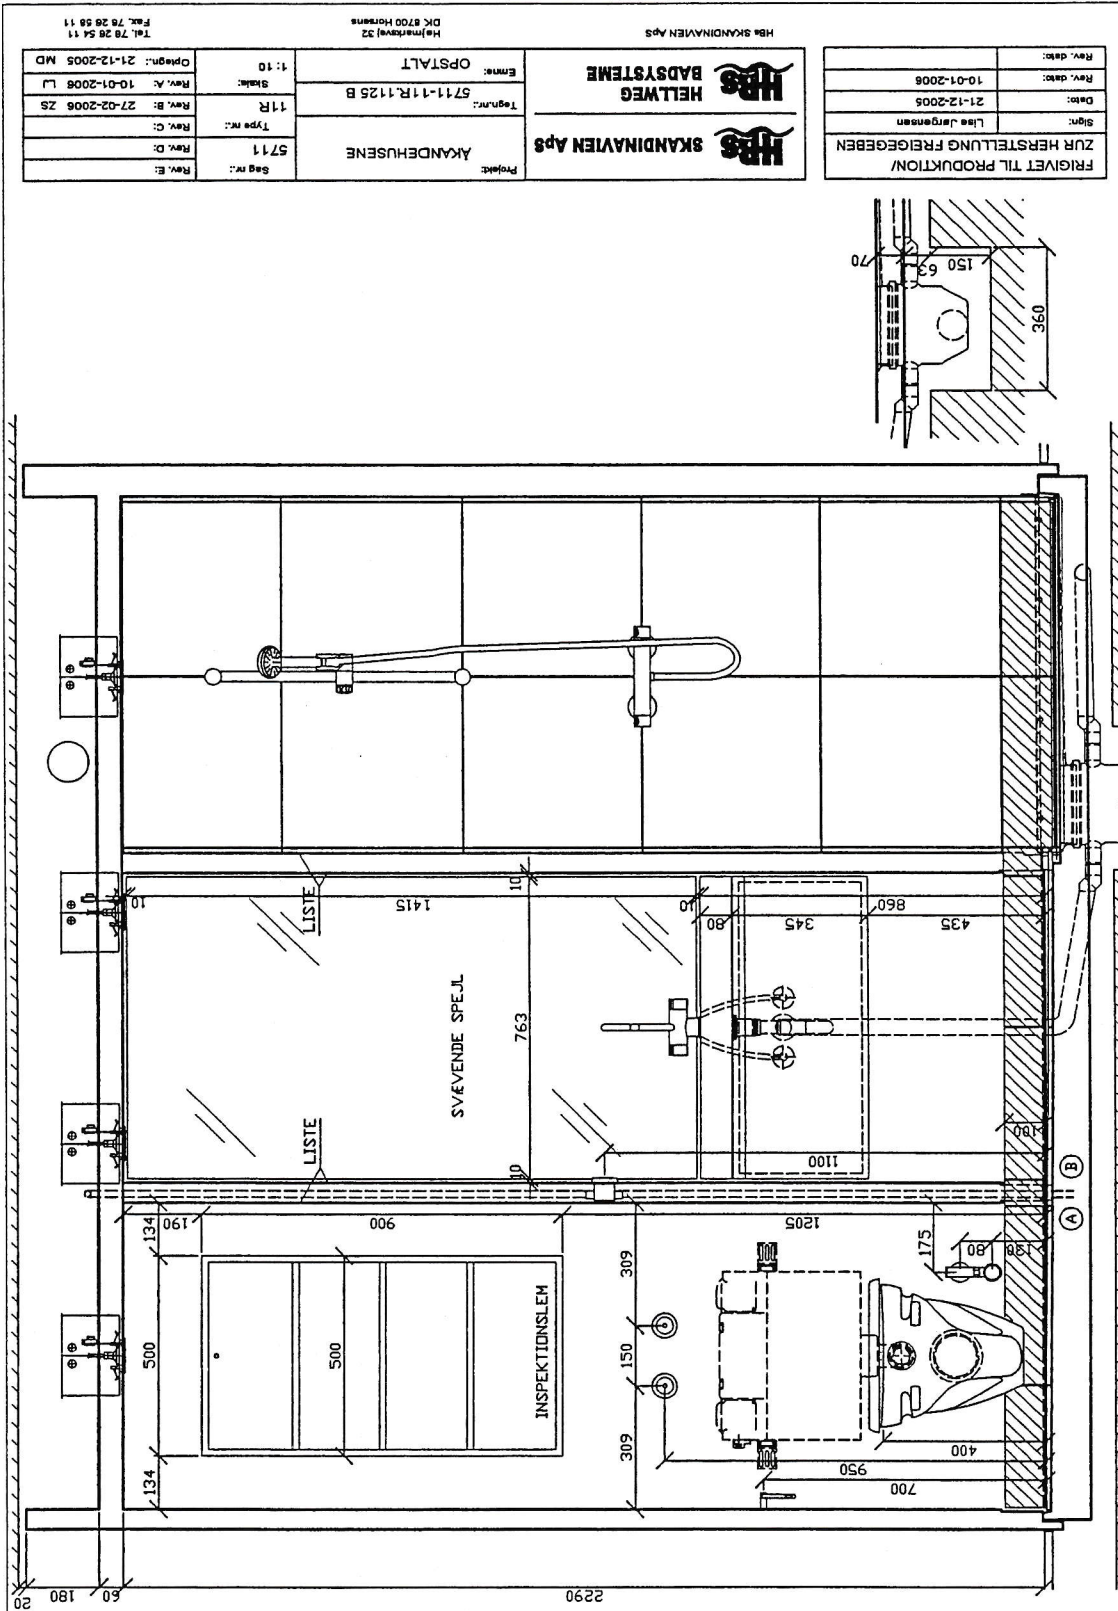 FRIGIVET TIL PRODUKTION/
ZUR HERSTELLUNG FREIGEGEBEN
Sign: Lise Jørgensen
Dato: 21-12-2005
Rev. dato: 10-01-2006
Rev. dato:
HBs SKANDINAVIEN ApS
HBs HELLWEG BADSYSTEME
HBs SKANDINAVIEN ApS
Projekt: ÅKANDEHUSENE
Tegn.nr.: 5711-11R.1125 B
Emne: OPSTALT
Højmarksvej 32
DK 8700 Horsens
Sag nr.: 5711
Type nr.: 11R
Skala: 1:10
Rev. E:
Rev. D:
Rev. C:
Rev. B: 27-02-2006 ZS
Rev. A: 10-01-2006 LJ
Optegn.: 21-12-2005 MD
Tel. 76 26 54 11
Fax. 76 26 58 11
70
63
150
360
LISTE
10
1415
10
10
80
345
860
435
SVÆVENDE SPEJL
763
LISTE
10
100
1100
B
A
134
190
900
1205
175
80
130
309
500
500
INSPEKTIONSLEM
150
309
134
400
950
700
20
180
60
2290